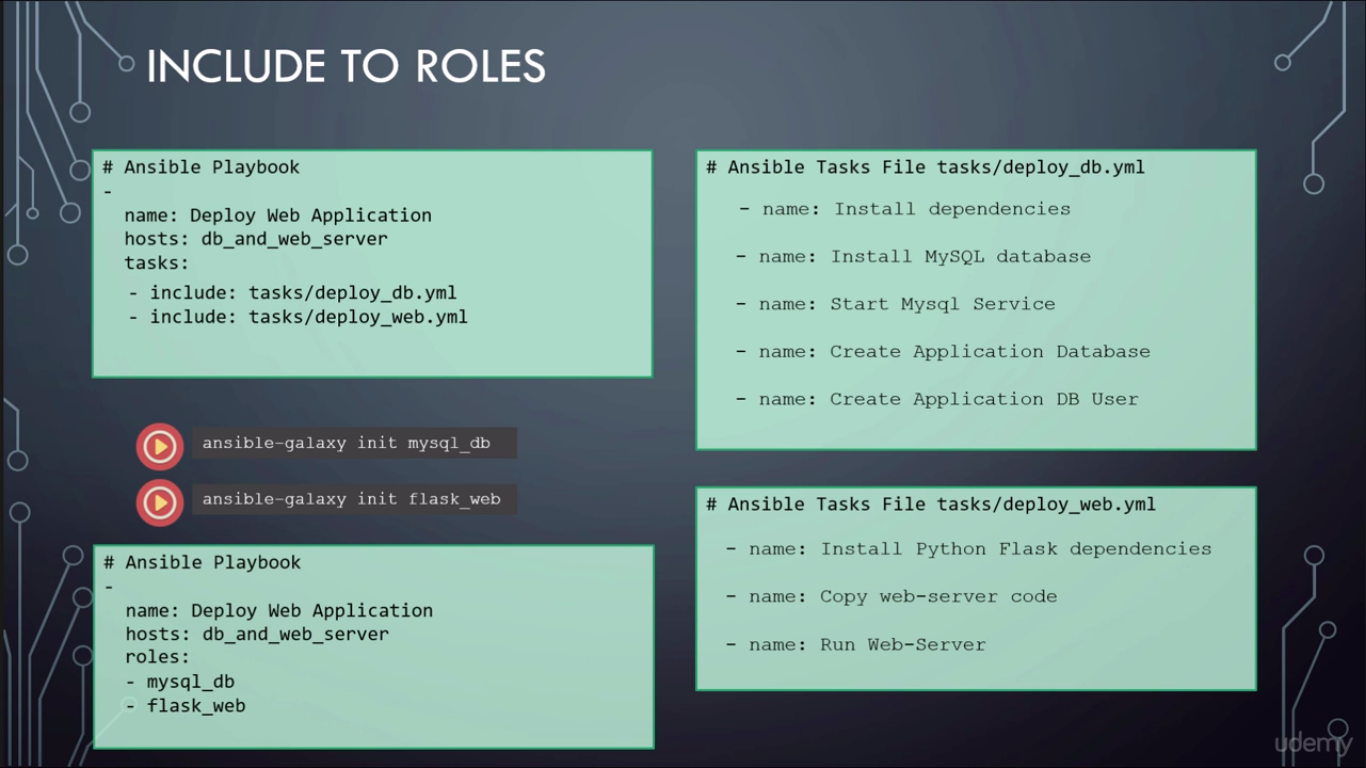 INCLUDE TO ROLES
# Ansible Playbook
-
name: Deploy Web Application
hosts: db_and_web_server
tasks:
- include: tasks/deploy_db.yml
- include: tasks/deploy_web.yml
ansible-galaxy init mysql_db
ansible-galaxy init flask_web
# Ansible Playbook
-
name: Deploy Web Application
hosts: db_and_web_server
roles:
- mysql_db
- flask_web
# Ansible Tasks File tasks/deploy_db.yml
- name: Install dependencies
- name: Install MySQL database
- name: Start Mysql Service
- name: Create Application Database
- name: Create Application DB User
# Ansible Tasks File tasks/deploy_web.yml
- name: Install Python Flask dependencies
- name: Copy web-server code
- name: Run Web-Server
udemy